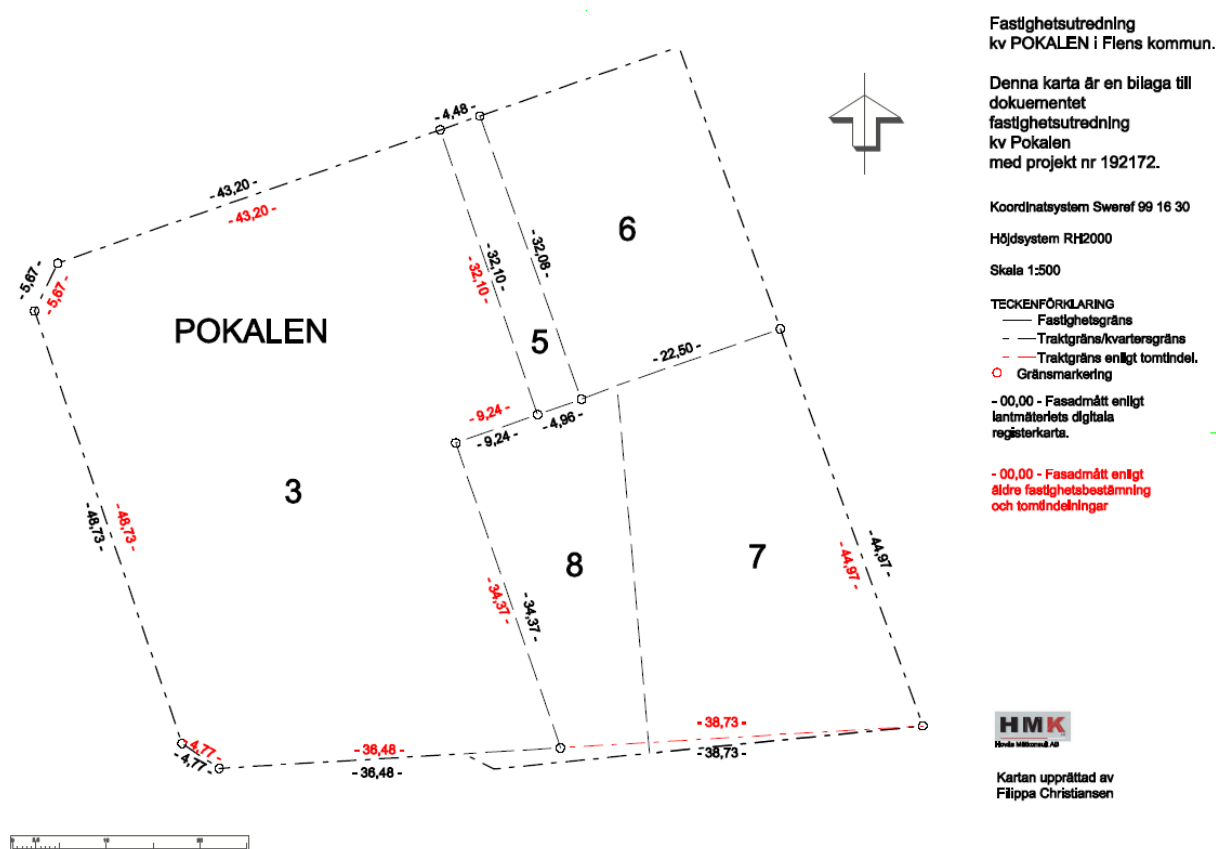 Fastighetsutredning
kv POKALEN i Flens kommun.
Denna karta är en bilaga till
dokuementet
fastighetsutredning
kv Pokalen
med projekt nr 192172.
Koordinatsystem Sweref 99 16 30
Höjdsystem RH2000
Skala 1:500
TECKENFÖRKLARING
Fastighetsgräns
Traktgräns/kvartersgräns
Traktgräns enligt tomtindel.
Gränsmarkering
- 00,00 - Fasadmått enligt
lantmäteriets digitala
registerkarta.
- 00,00 - Fasadmått enligt
äldre fastighetsbestämning
och tomtindelningar
- 4,48 -
- 43,20 -
- 43,20 -
- 5,67 -
- 5,67 -
POKALEN
- 32,10 -
- 32,10 -
- 32,08 -
6
5
- 22,50 -
- 9,24 -
- 9,24 -
- 4,96 -
3
- 48,73 -
- 48,73 -
- 34,37 -
- 34,37 -
8
7
- 44,97 -
- 44,97 -
- 4,77 -
- 4,77 -
- 36,48 -
- 36,48 -
- 38,73 -
- 38,73 -
HMK
Kartan upprättad av
Filippa Christiansen
0
10
20